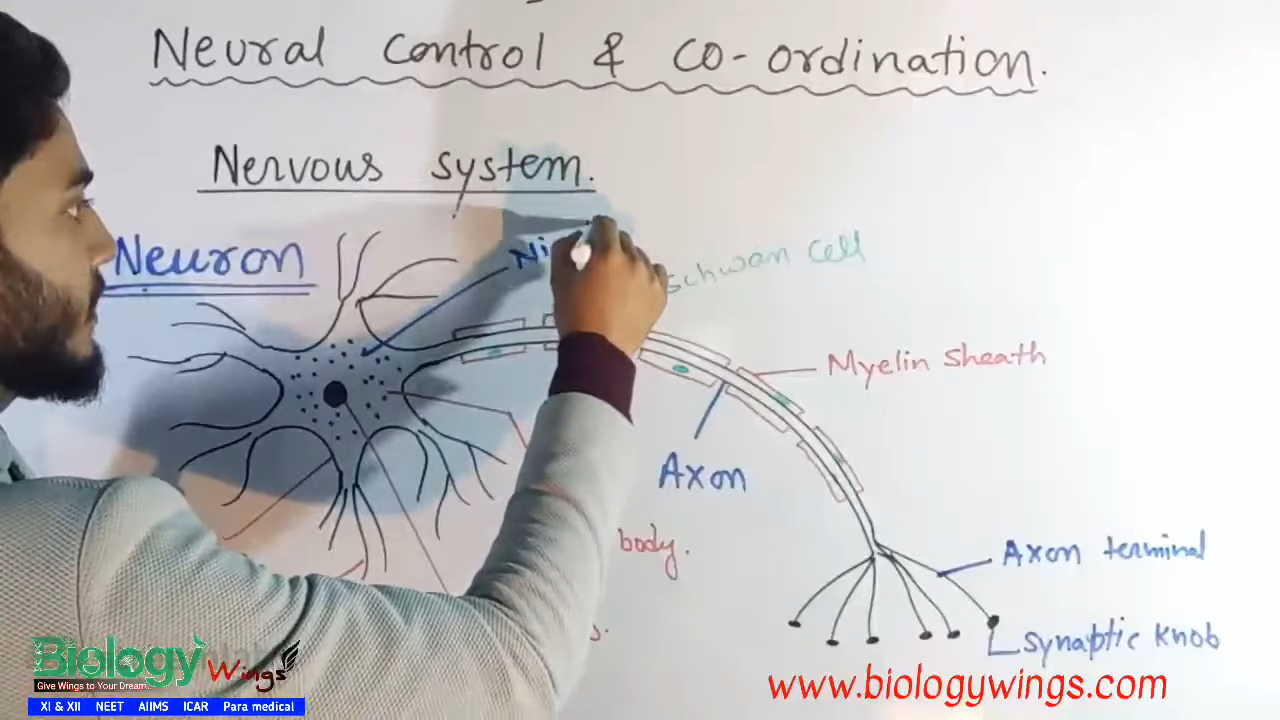 Neural Control & Co-ordination.
Nervous system.
Neuron
Ni
schwan cell
Myelin Sheath
Axon
body.
Axon terminal
s.
synaptic knob
Biology Wings
Give Wings to Your Dream...
XI & XII NEET AIIMS ICAR Para medical
www.biologywings.com